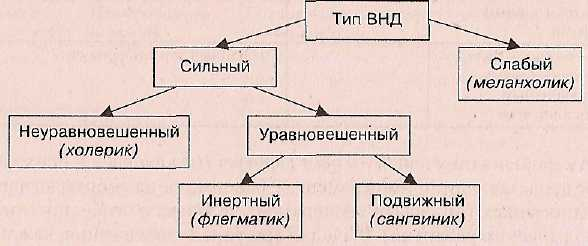 Тип ВНД
Сильный
Слабый
(меланхолик)
Неуравновешенный
(холерик)
Уравновешенный
Инертный
(флегматик)
Подвижный
(сангвиник)